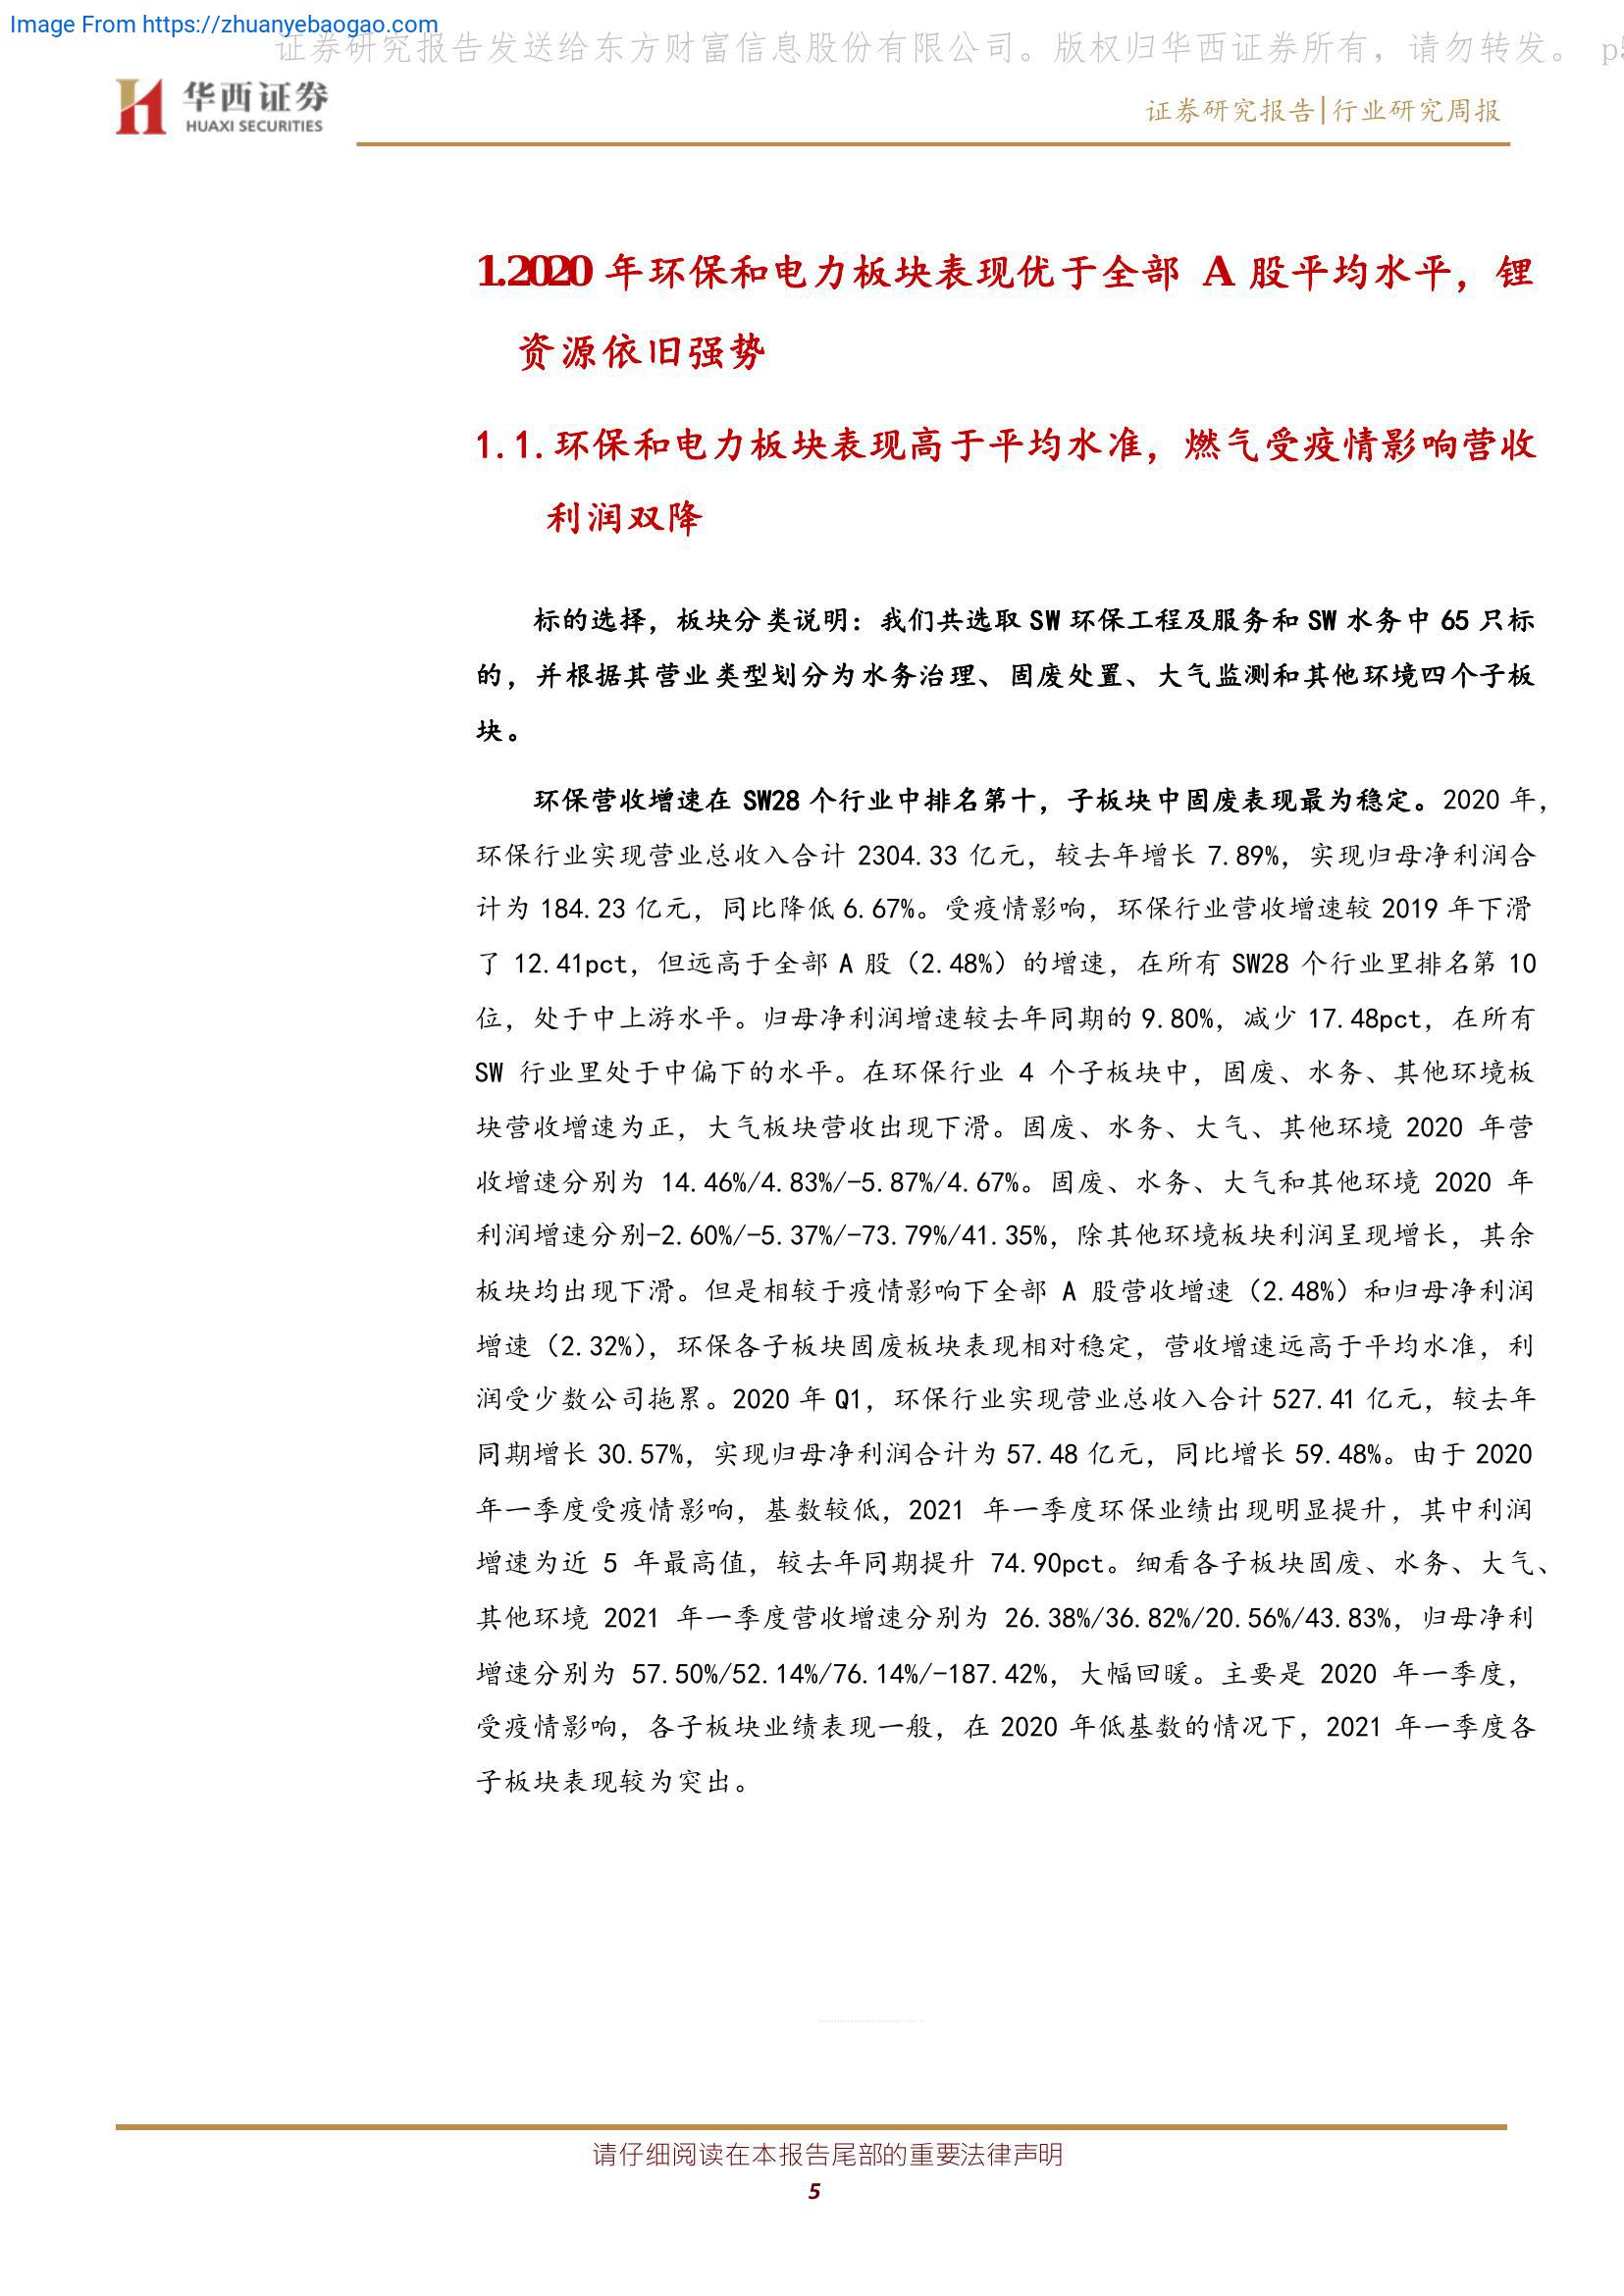 Image From https://zhuanyebaogao.com
证券研究报告发送给东方财富信息股份有限公司。版权归华西证券所有，请勿转发。 p5
华西证券
HUAXI SECURITIES
证券研究报告|行业研究周报
1.2020 年环保和电力板块表现优于全部 A 股平均水平，锂
资源依旧强势
1.1.环保和电力板块表现高于平均水准，燃气受疫情影响营收
利润双降
标的选择，板块分类说明：我们共选取 SW 环保工程及服务和 SW 水务中 65 只标
的，并根据其营业类型划分为水务治理、固废处置、大气监测和其他环境四个子板
块。
环保营收增速在 SW28 个行业中排名第十，子板块中固废表现最为稳定。2020 年，
环保行业实现营业总收入合计 2304.33 亿元，较去年增长 7.89%，实现归母净利润合
计为 184.23 亿元，同比降低 6.67%。受疫情影响，环保行业营收增速较 2019 年下滑
了 12.41pct，但远高于全部 A 股（2.48%）的增速，在所有 SW28 个行业里排名第 10
位，处于中上游水平。归母净利润增速较去年同期的 9.80%，减少 17.48pct，在所有
SW 行业里处于中偏下的水平。在环保行业 4 个子板块中，固废、水务、其他环境板
块营收增速为正，大气板块营收出现下滑。固废、水务、大气、其他环境 2020 年营
收增速分别为 14.46%/4.83%/-5.87%/4.67%。固废、水务、大气和其他环境 2020 年
利润增速分别-2.60%/-5.37%/-73.79%/41.35%，除其他环境板块利润呈现增长，其余
板块均出现下滑。但是相较于疫情影响下全部 A 股营收增速（2.48%）和归母净利润
增速（2.32%），环保各子板块固废板块表现相对稳定，营收增速远高于平均水准，利
润受少数公司拖累。2020 年 Q1，环保行业实现营业总收入合计 527.41 亿元，较去年
同期增长 30.57%，实现归母净利润合计为 57.48 亿元，同比增长 59.48%。由于 2020
年一季度受疫情影响，基数较低，2021 年一季度环保业绩出现明显提升，其中利润
增速为近 5 年最高值，较去年同期提升 74.90pct。细看各子板块固废、水务、大气、
其他环境 2021 年一季度营收增速分别为 26.38%/36.82%/20.56%/43.83%，归母净利
增速分别为 57.50%/52.14%/76.14%/-187.42%，大幅回暖。主要是 2020 年一季度，
受疫情影响，各子板块业绩表现一般，在 2020 年低基数的情况下，2021 年一季度各
子板块表现较为突出。
请仔细阅读在本报告尾部的重要法律声明
5